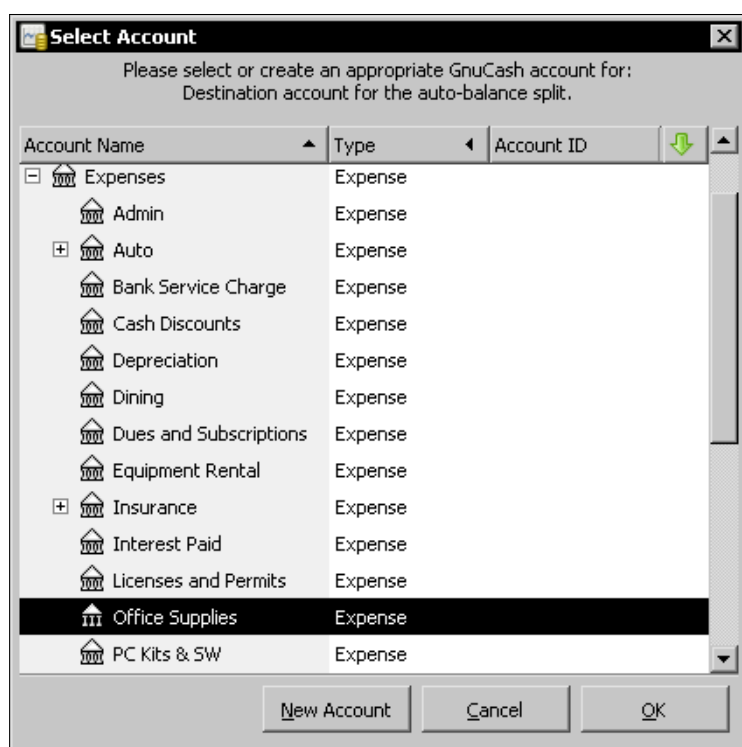 Select Account
Please select or create an appropriate GnuCash account for:
Destination account for the auto-balance split.
Account Name Type Account ID
Expenses Expense
Admin Expense
Auto Expense
Bank Service Charge Expense
Cash Discounts Expense
Depreciation Expense
Dining Expense
Dues and Subscriptions Expense
Equipment Rental Expense
Insurance Expense
Interest Paid Expense
Licenses and Permits Expense
Office Supplies Expense
PC Kits & SW Expense
New Account Cancel OK